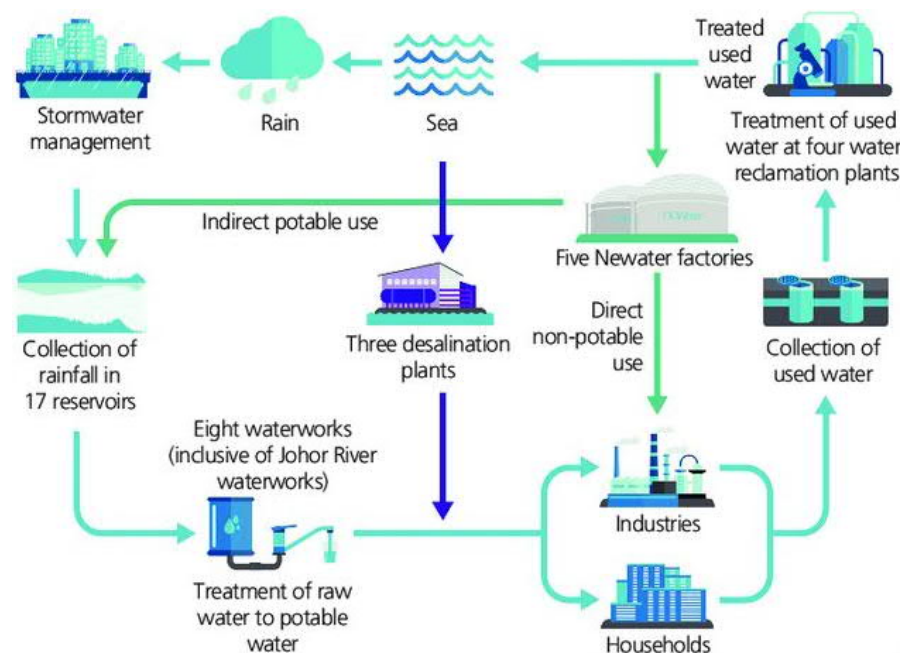 Stormwater
management
Rain
Sea
Treated
used
water
Treatment of used
water at four water
reclamation plants
Indirect potable use
Five Newater factories
Collection of
rainfall in
17 reservoirs
Three desalination
plants
Direct
non-potable
use
Collection of
used water
Eight waterworks
(inclusive of Johor River
waterworks)
Treatment of raw
water to potable
water
Industries
Households